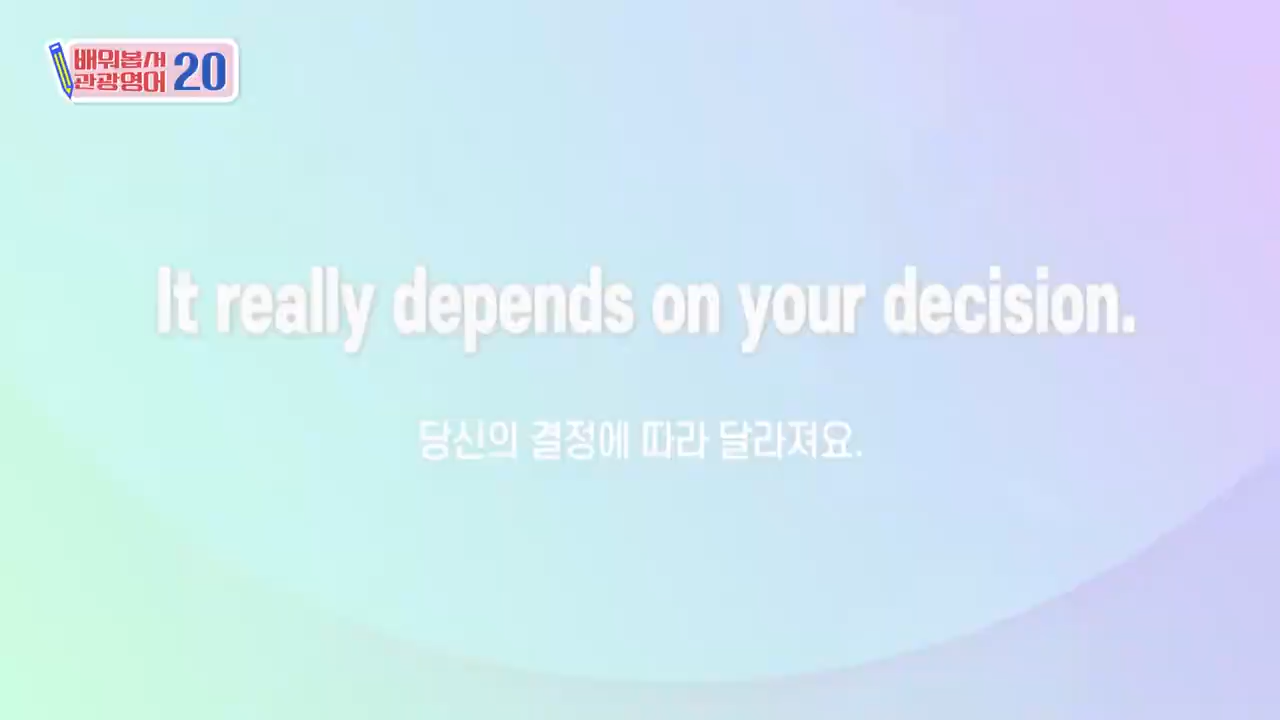 배워봅서
관광영어 20
It really depends on your decision.
당신의 결정에 따라 달라져요.